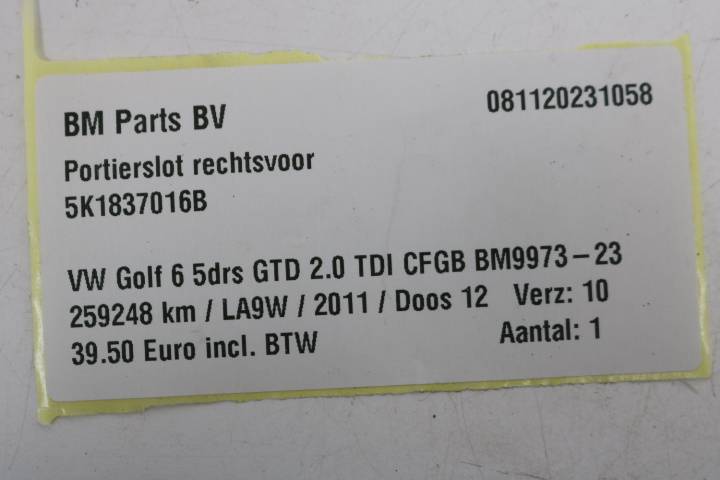 BM Parts BV 081120231058
Portierslot rechtsvoor
5K1837016B
VW Golf 6 5drs GTD 2.0 TDI CFGB BM9973-23
259248 km / LA9W / 2011 / Doos 12 Verz: 10
39.50 Euro incl. BTW Aantal: 1